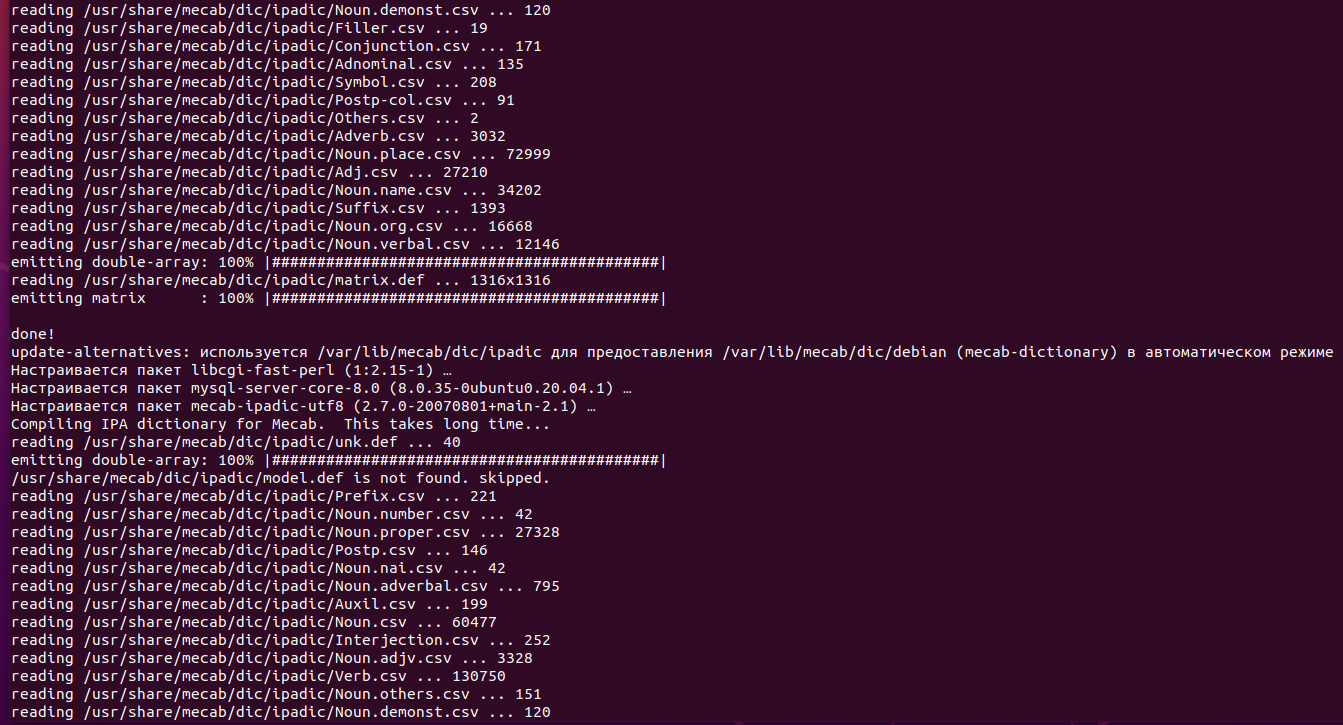 reading /usr/share/mecab/dic/ipadic/Noun.demonst.csv ... 120
reading /usr/share/mecab/dic/ipadic/Filler.csv ... 19
reading /usr/share/mecab/dic/ipadic/Conjunction.csv ... 171
reading /usr/share/mecab/dic/ipadic/Adnominal.csv ... 135
reading /usr/share/mecab/dic/ipadic/Symbol.csv ... 208
reading /usr/share/mecab/dic/ipadic/Postp-col.csv ... 91
reading /usr/share/mecab/dic/ipadic/Others.csv ... 2
reading /usr/share/mecab/dic/ipadic/Adverb.csv ... 3032
reading /usr/share/mecab/dic/ipadic/Noun.place.csv ... 72999
reading /usr/share/mecab/dic/ipadic/Adj.csv ... 27210
reading /usr/share/mecab/dic/ipadic/Noun.name.csv ... 34202
reading /usr/share/mecab/dic/ipadic/Suffix.csv ... 1393
reading /usr/share/mecab/dic/ipadic/Noun.org.csv ... 16668
reading /usr/share/mecab/dic/ipadic/Noun.verbal.csv ... 12146
emitting double-array: 100% |###########################################|
reading /usr/share/mecab/dic/ipadic/matrix.def ... 1316x1316
emitting matrix      : 100% |###########################################|

done!
update-alternatives: используется /var/lib/mecab/dic/ipadic для предоставления /var/lib/mecab/dic/debian (mecab-dictionary) в автоматическом режиме
Настраивается пакет libcgi-fast-perl (1:2.15-1) …
Настраивается пакет mysql-server-core-8.0 (8.0.35-0ubuntu0.20.04.1) …
Настраивается пакет mecab-ipadic-utf8 (2.7.0-20070801+main-2.1) …
Compiling IPA dictionary for Mecab.  This takes long time...
reading /usr/share/mecab/dic/ipadic/unk.def ... 40
emitting double-array: 100% |###########################################|
/usr/share/mecab/dic/ipadic/model.def is not found. skipped.
reading /usr/share/mecab/dic/ipadic/Prefix.csv ... 221
reading /usr/share/mecab/dic/ipadic/Noun.number.csv ... 42
reading /usr/share/mecab/dic/ipadic/Noun.proper.csv ... 27328
reading /usr/share/mecab/dic/ipadic/Postp.csv ... 146
reading /usr/share/mecab/dic/ipadic/Noun.nai.csv ... 42
reading /usr/share/mecab/dic/ipadic/Noun.adverbal.csv ... 795
reading /usr/share/mecab/dic/ipadic/Auxil.csv ... 199
reading /usr/share/mecab/dic/ipadic/Noun.csv ... 60477
reading /usr/share/mecab/dic/ipadic/Interjection.csv ... 252
reading /usr/share/mecab/dic/ipadic/Noun.adjv.csv ... 3328
reading /usr/share/mecab/dic/ipadic/Verb.csv ... 130750
reading /usr/share/mecab/dic/ipadic/Noun.others.csv ... 151
reading /usr/share/mecab/dic/ipadic/Noun.demonst.csv ... 120